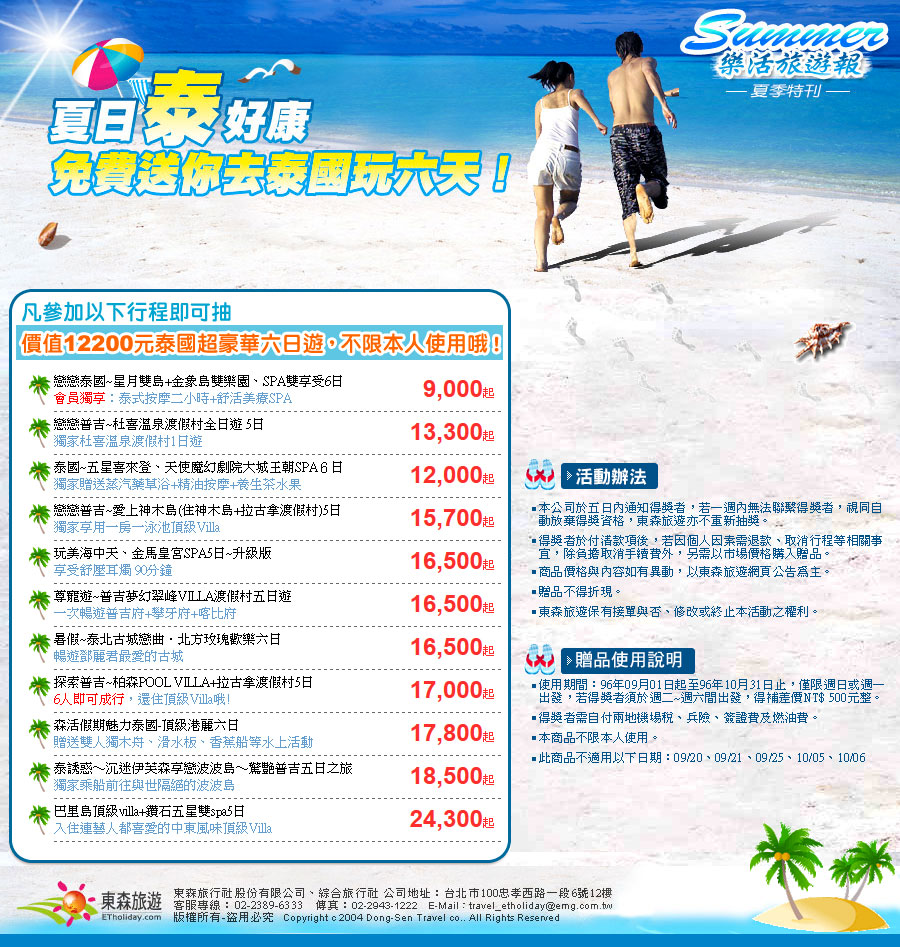 Summer
樂活旅遊報
夏季特刊
夏日泰好康
免費送你去泰國玩六天！
凡參加以下行程即可抽
價值12200元泰國超豪華六日遊，不限本人使用哦！
戀戀泰國~星月雙島+金象島雙樂園、SPA雙享受6日
會員獨享：泰式按摩二小時+舒活美療SPA
9,000起
戀戀普吉~杜喜溫泉渡假村全日遊 5日
獨家杜喜溫泉渡假村1日遊
13,300起
泰國~五星喜來登、天使魔幻劇院大城王朝SPA６日
獨家贈送蒸汽藥草浴+精油按摩+養生茶水果
12,000起
戀戀普吉~愛上神木島(住神木島+拉古拿渡假村)5日
獨家享用一房一泳池頂級Villa
15,700起
玩美海中天、金馬皇宮SPA5日~升級版
享受舒壓耳燭 90分鐘
16,500起
尊寵遊~普吉夢幻翠峰VILLA渡假村五日遊
一次暢遊普吉府+攀牙府+喀比府
16,500起
暑假~泰北古城戀曲．北方玫瑰歡樂六日
暢遊鄧麗君最愛的古城
16,500起
探索普吉~柏森POOL VILLA+拉古拿渡假村5日
6人即可成行，還住頂級Villa哦!
17,000起
森活假期魅力泰國-頂級港麗六日
贈送雙人獨木舟、滑水板、香蕉船等水上活動
17,800起
泰誘惑～沉迷伊芙森享戀波波島～驚艷普吉五日之旅
獨家乘船前往與世隔絕的波波島
18,500起
巴里島頂級villa+鑽石五星雙spa5日
入住連藝人都喜愛的中東風味頂級Villa
24,300起
活動辦法
本公司於五日內通知得獎者，若一週內無法聯繫得獎者，視同自
動放棄得獎資格，東森旅遊亦不重新抽獎。
得獎者於付清款項後，若因個人因素需退款、取消行程等相關事
宜，除負擔取消手續費外，另需以市場價格購入贈品。
商品價格與內容如有異動，以東森旅遊網頁公告為主。
贈品不得折現。
東森旅遊保有接單與否、修改或終止本活動之權利。
贈品使用說明
使用期間：96年09月01日起至96年10月31日止，僅限週日或週一
出發，若得獎者須於週二~週六間出發，得補差價NT$ 500元整。
得獎者需自付兩地機場稅、兵險、簽證費及燃油費。
本商品不限本人使用。
此商品不適用以下日期：09/20、09/21、09/25、10/05、10/06
東森旅遊
ETholiday.com
東森旅行社股份有限公司、綜合旅行社 公司地址：台北市100忠孝西路一段6號12樓
客服專線：02-2389-6333 傳真：02-2943-1222 E-Mail：travel_etholiday@emg.com.tw
版權所有-盜用必究 Copyright c 2004 Dong-Sen Travel co.. All Rights Reserved